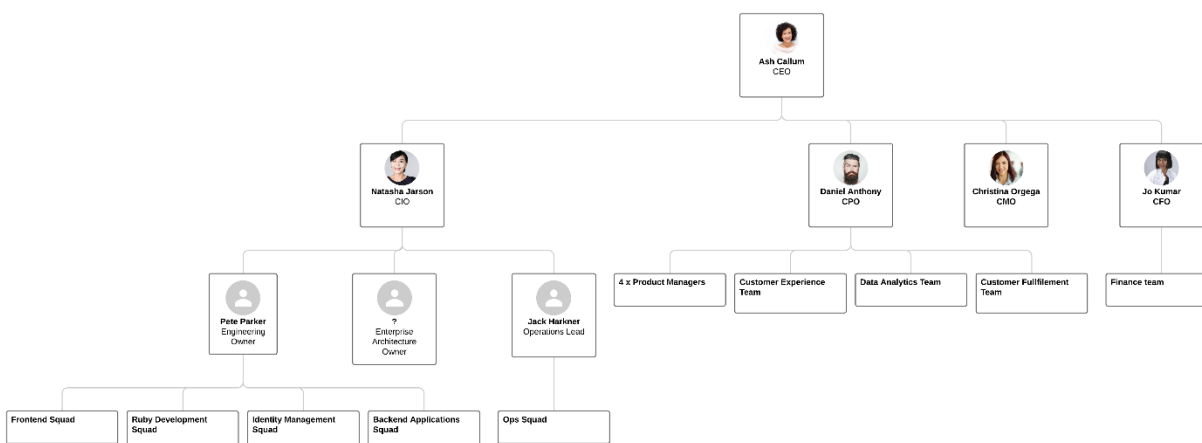 Ash Callum
CEO
Natasha Jarson
CIO
Daniel Anthony
CPO
Christina Orgega
CMO
Jo Kumar
CFO
Pete Parker
Engineering
Owner
?
Enterprise
Architecture
Owner
Jack Harkner
Operations Lead
4 x Product Managers
Customer Experience
Team
Data Analytics Team
Customer Fullfilement
Team
Finance team
Frontend Squad
Ruby Development
Squad
Identity Management
Squad
Backend Applications
Squad
Ops Squad